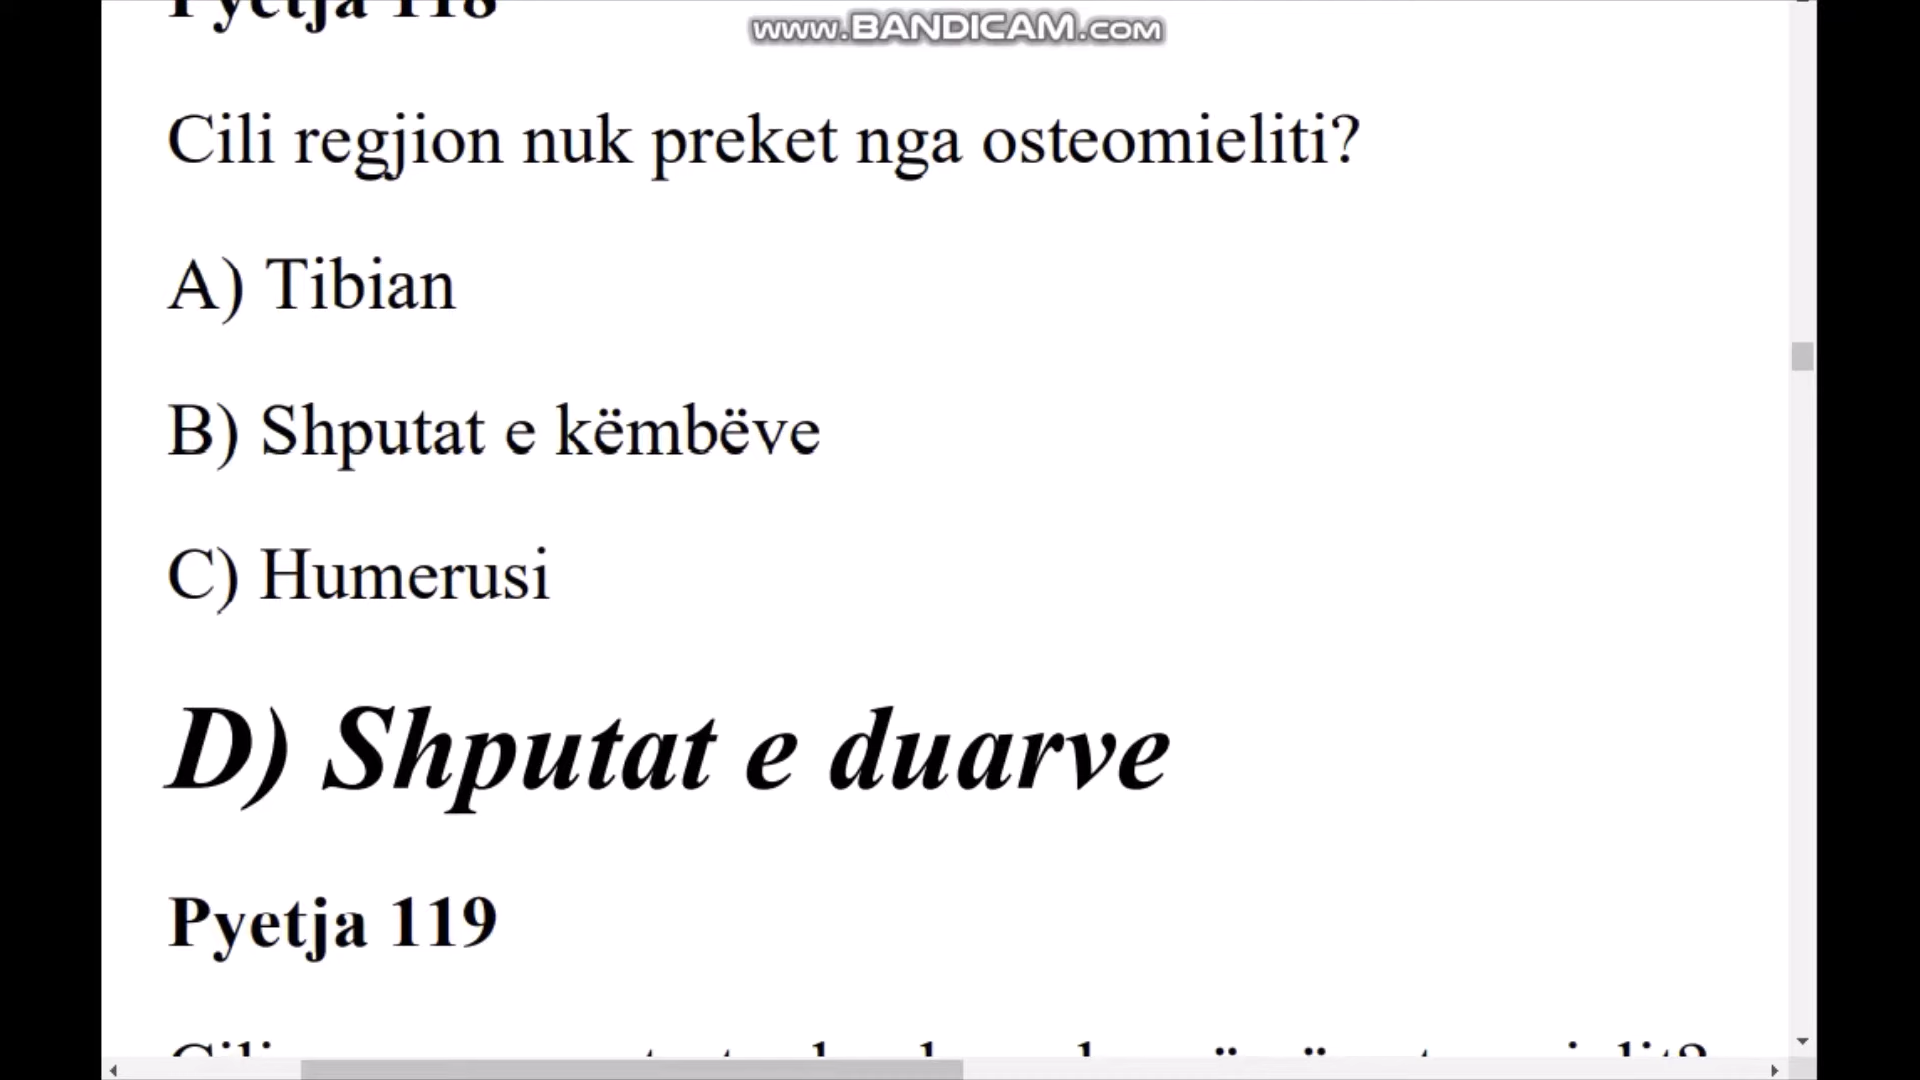 Pyetja 118
www.BANDICAM.com
Cili regjion nuk preket nga osteomieliti?
A) Tibian
B) Shputat e këmbëve
C) Humerusi
D) Shputat e duarve
Pyetja 119
Cili